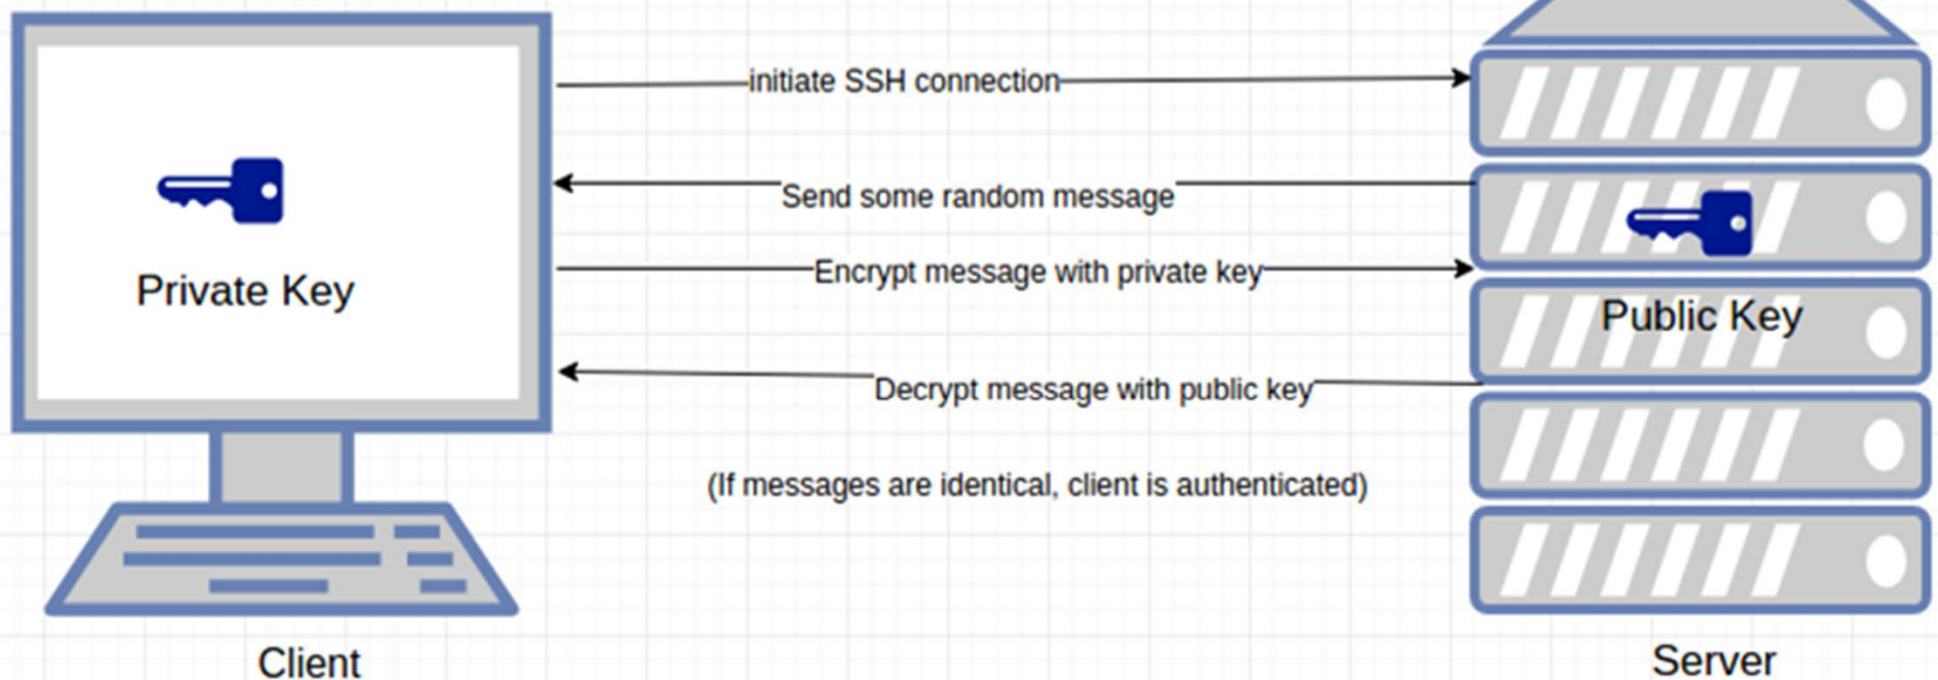 initiate SSH connection
Send some random message
Encrypt message with private key
Private Key
Public Key
Decrypt message with public key
(If messages are identical, client is authenticated)
Client
Server